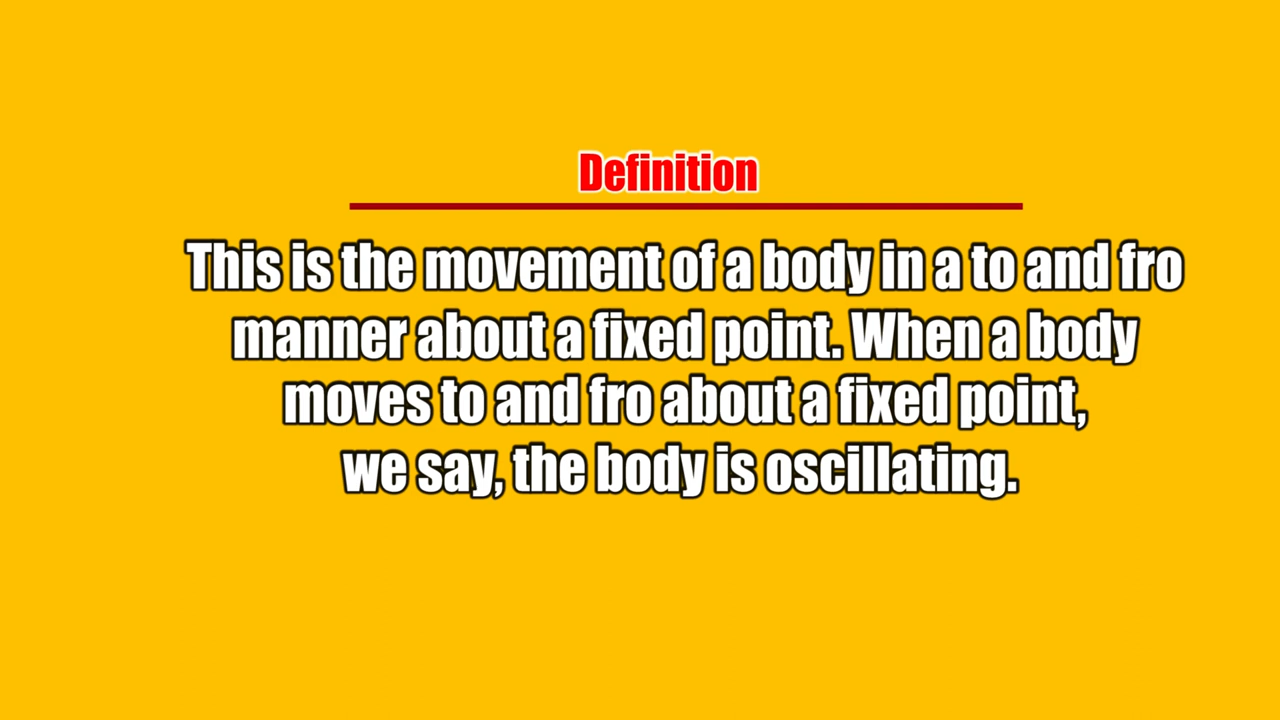 Definition
This is the movement of a body in a to and fro
manner about a fixed point. When a body
moves to and fro about a fixed point,
we say, the body is oscillating.